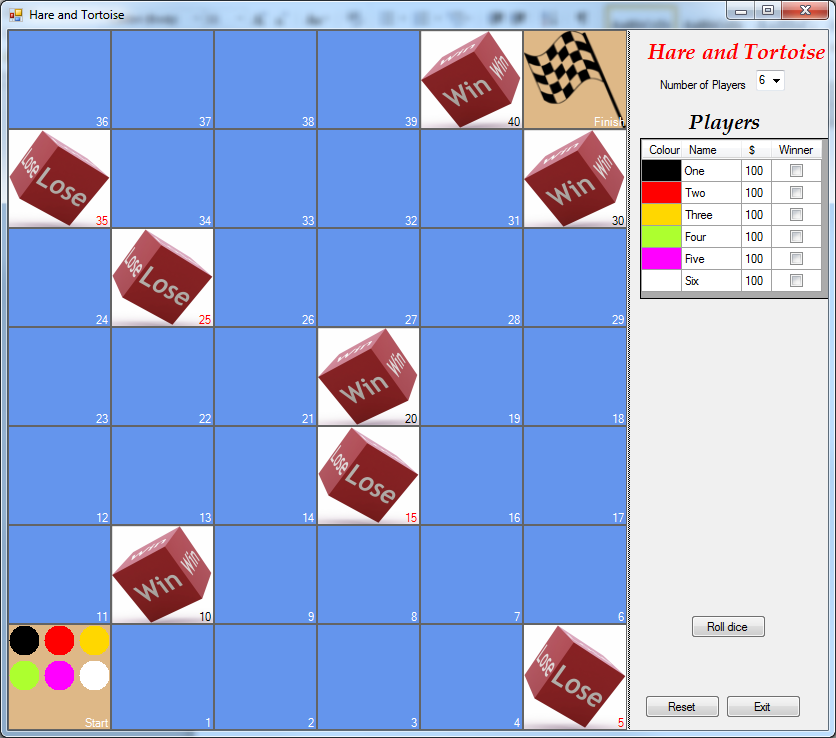 Hare and Tortoise
Win Win
36 37 38 39 40 Finish
Hare and Tortoise
Number of Players 6
Players
Colour Name $ Winner
One 100
Two 100
Three 100
Four 100
Five 100
Six 100
Lose Lose Win Win
35 34 33 32 31 30
Lose Lose
24 25 26 27 28 29
Win Win Win
23 22 21 20 19 18
Lose Lose
12 13 14 15 16 17
Win Win Win
11 10 9 8 7 6
Lose Lose
Start 1 2 3 4 5
Roll dice
Reset Exit